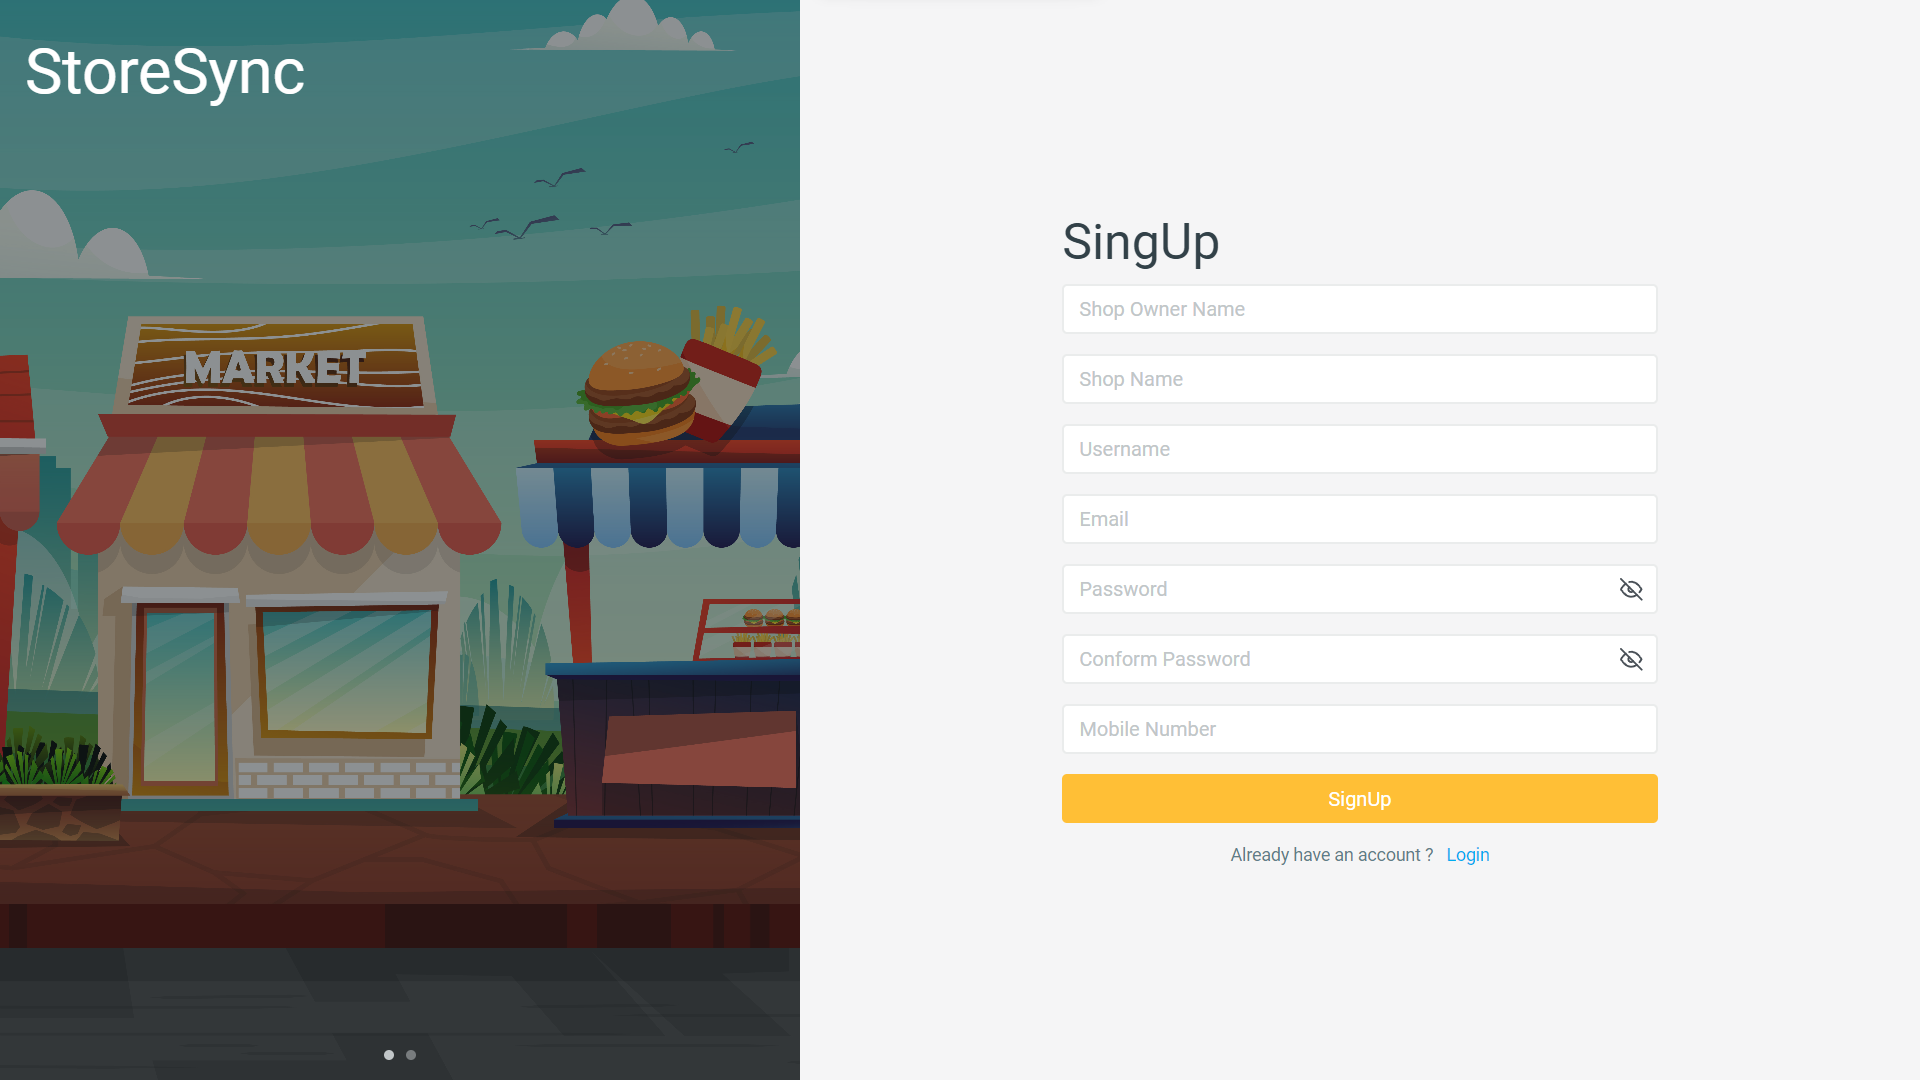 StoreSync
MARKET
SingUp
Shop Owner Name
Shop Name
Username
Email
Password
Conform Password
Mobile Number
SignUp
Already have an account ? Login